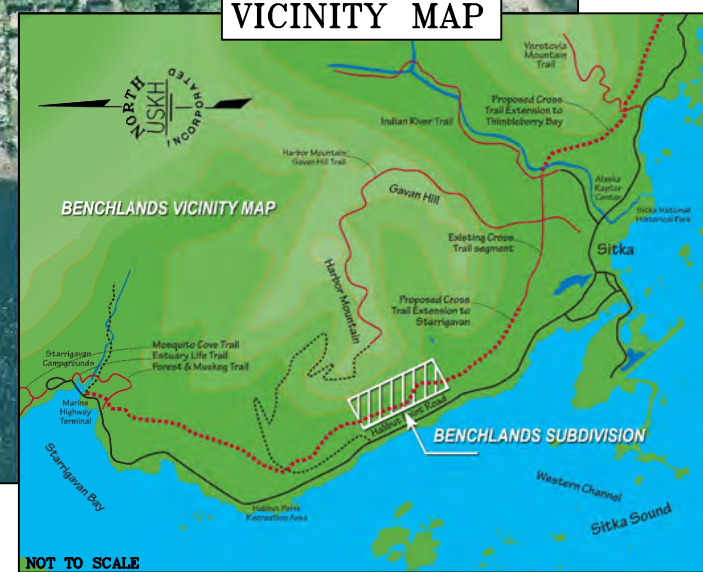 VICINITY MAP
NORTH
USKH
INCORPORATED
BENCHLANDS VICINITY MAP
Verstovia
Mountain
Trail
Proposed Cross
Trail Extension to
Thimbleberry Bay
Indian River Trail
Harbor Mountain
Gavan Hill Trail
Gavan Hill
Alaska
Raptor
Center
Sitka National
Historical Park
Existing Cross
Trail segment
Sitka
Harbor Mountain
Proposed Cross
Trail Extension to
Starrigavan
Mosquito Cove Trail
Starrigavan
Campgrounds
Estuary Life Trail
Forest & Muskeg Trail
Marine
Highway
Terminal
Halibut Point Road
BENCHLANDS SUBDIVISION
Starrigavan Bay
Western Channel
Halibut Point
Recreation Area
Sitka Sound
NOT TO SCALE